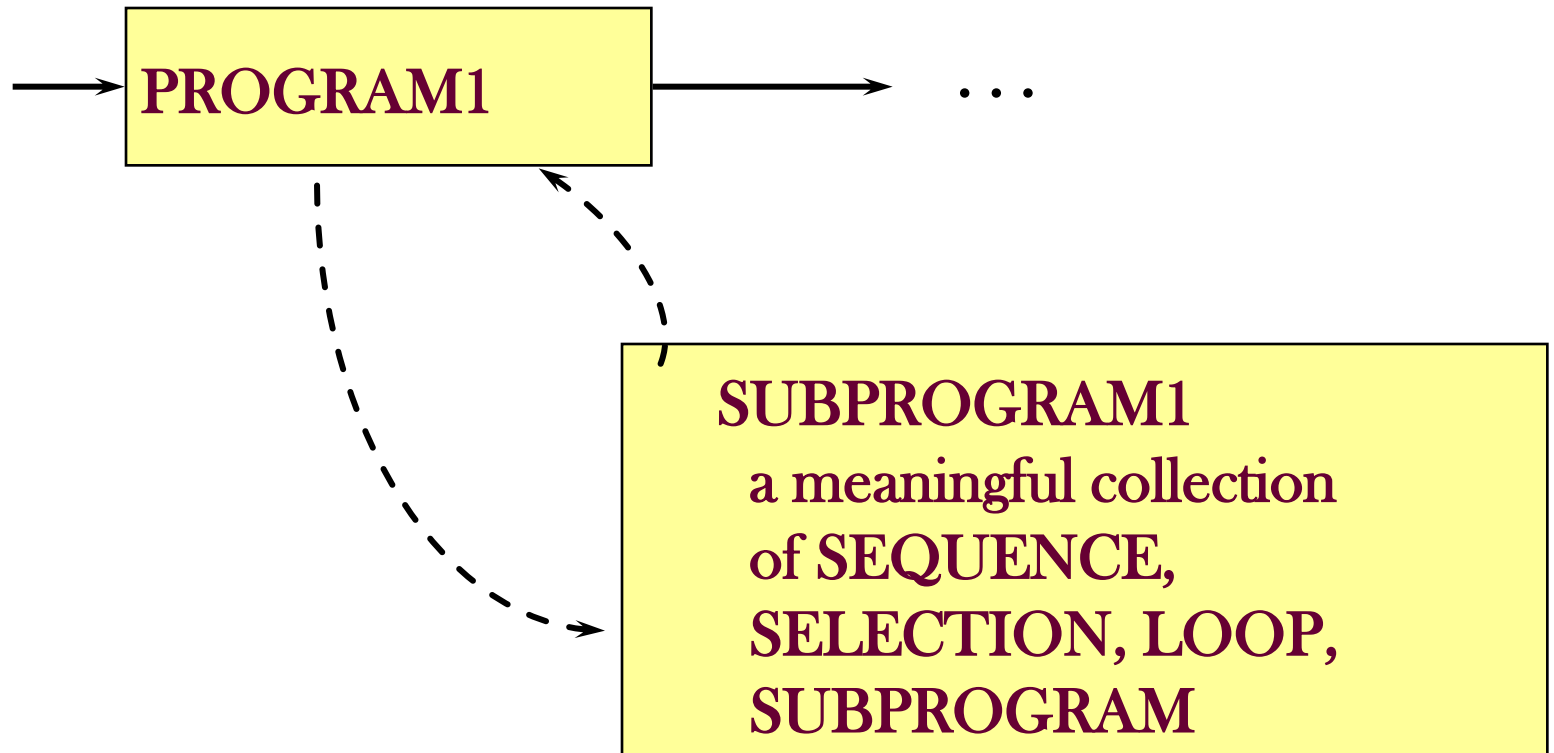 PROGRAM1
...
SUBPROGRAM1
a meaningful collection
of SEQUENCE,
SELECTION, LOOP,
SUBPROGRAM